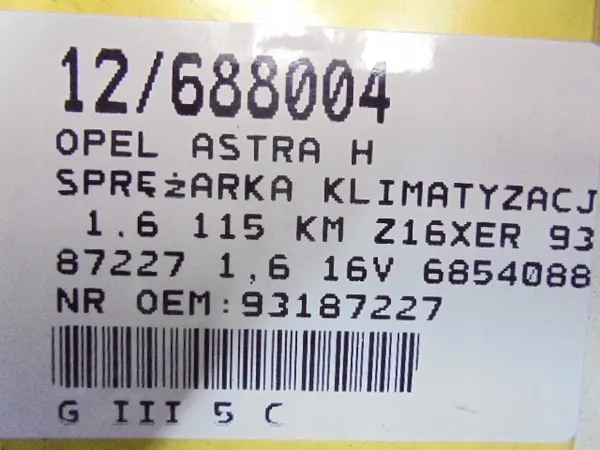 12/688004
OPEL ASTRA H
SPRĘżARKA KLIMATYZACJ
1.6 115 KM Z16XER 93
87227 1,6 16V 6854088
NR OEM:93187227
G III 5 C